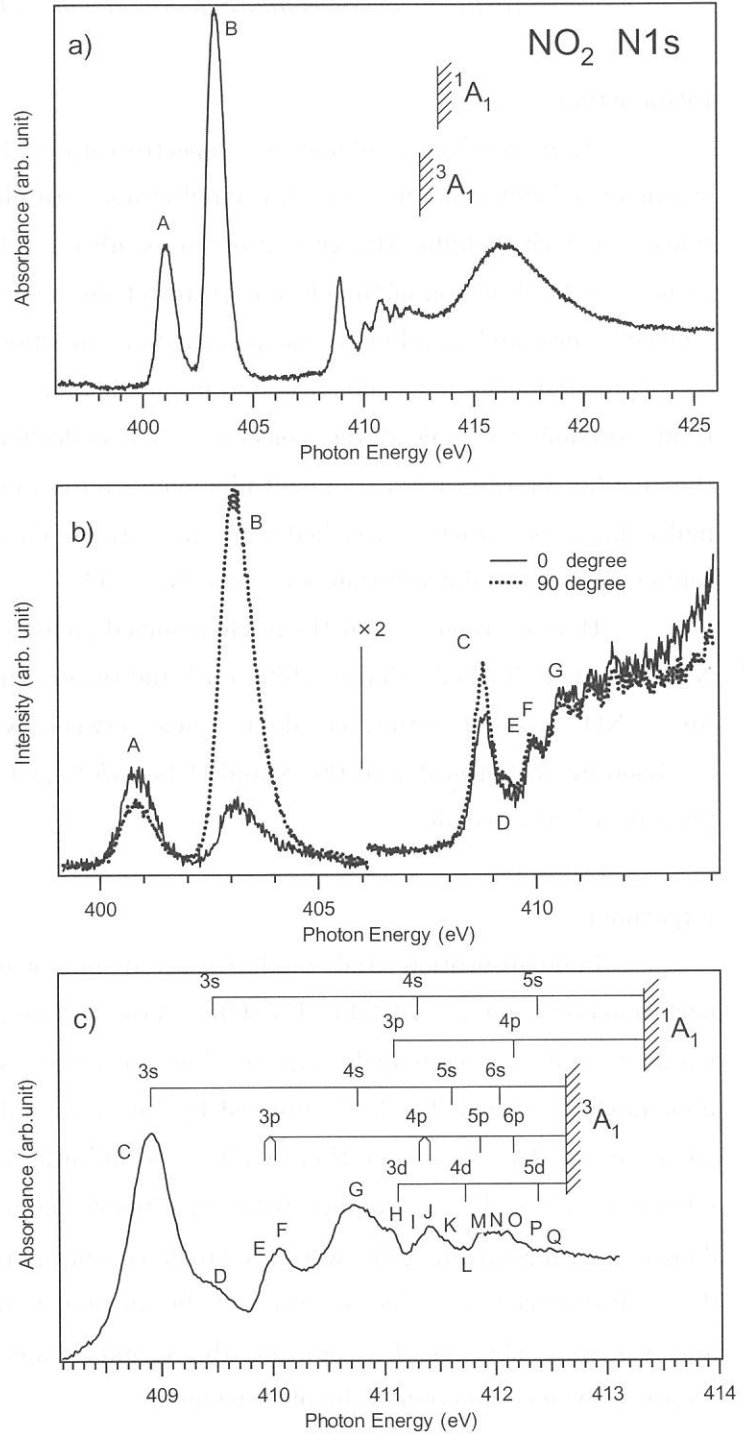 a)
B
NO₂ N1s
¹A₁
³A₁
A
Absorbance (arb. unit)
400 405 410 415 420 425
Photon Energy (eV)
b)
B
0 degree
90 degree
×2
C
G
F
E
D
A
Intensity (arb. unit)
400 405 410
Photon Energy (eV)
c)
3s 4s 5s
3p 4p
¹A₁
3s 4s 5s 6s
3p 4p 5p 6p
³A₁
3d 4d 5d
C D E F G H I J K L M N O P Q
Absorbance (arb.unit)
409 410 411 412 413 414
Photon Energy (eV)